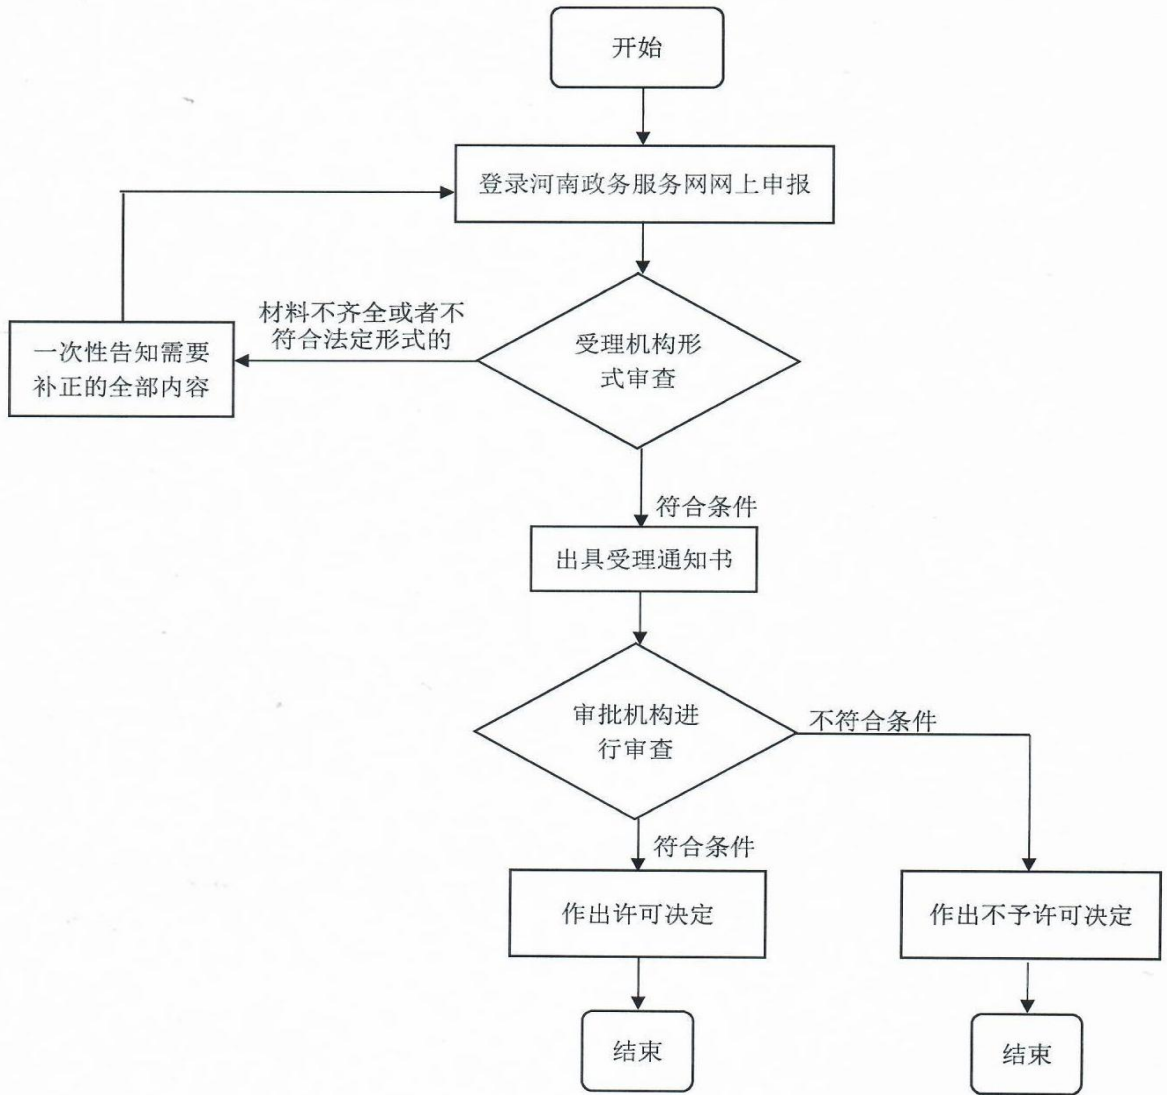 开始
登录河南政务服务网网上申报
材料不齐全或者不
符合法定形式的
一次性告知需要
补正的全部内容
受理机构形
式审查
符合条件
出具受理通知书
审批机构进
行审查
不符合条件
符合条件
作出许可决定
作出不予许可决定
结束
结束